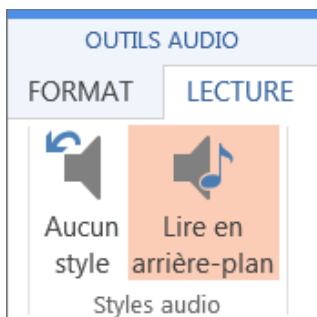 OUTILS AUDIO
FORMAT LECTURE
Aucun style
Lire en arrière-plan
Styles audio